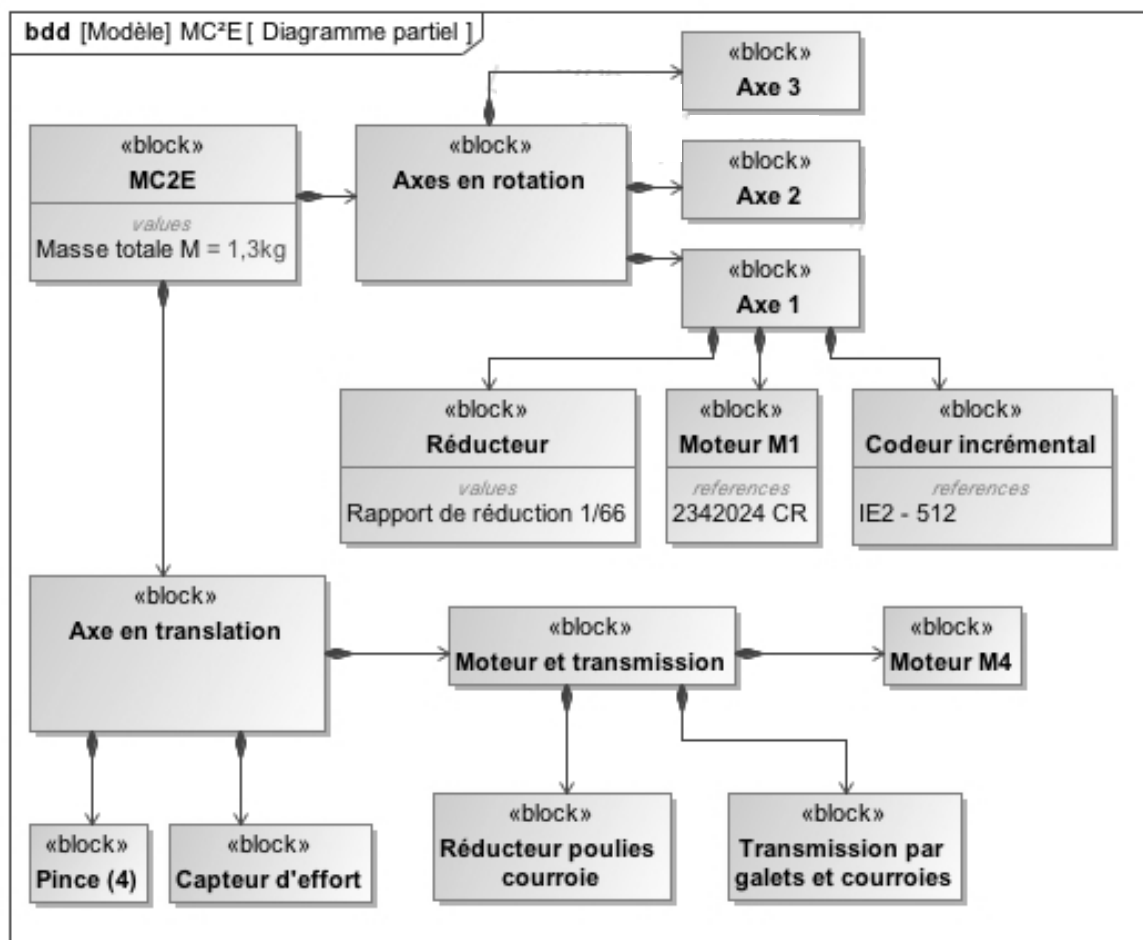 bdd [Modèle] MC²E [ Diagramme partiel ]
«block»
Axe 3
«block»
MC2E
values
Masse totale M = 1,3kg
«block»
Axes en rotation
«block»
Axe 2
«block»
Axe 1
«block»
Réducteur
values
Rapport de réduction 1/66
«block»
Moteur M1
references
2342024 CR
«block»
Codeur incrémental
references
IE2 - 512
«block»
Axe en translation
«block»
Moteur et transmission
«block»
Moteur M4
«block»
Pince (4)
«block»
Capteur d'effort
«block»
Réducteur poulies
courroie
«block»
Transmission par
galets et courroies